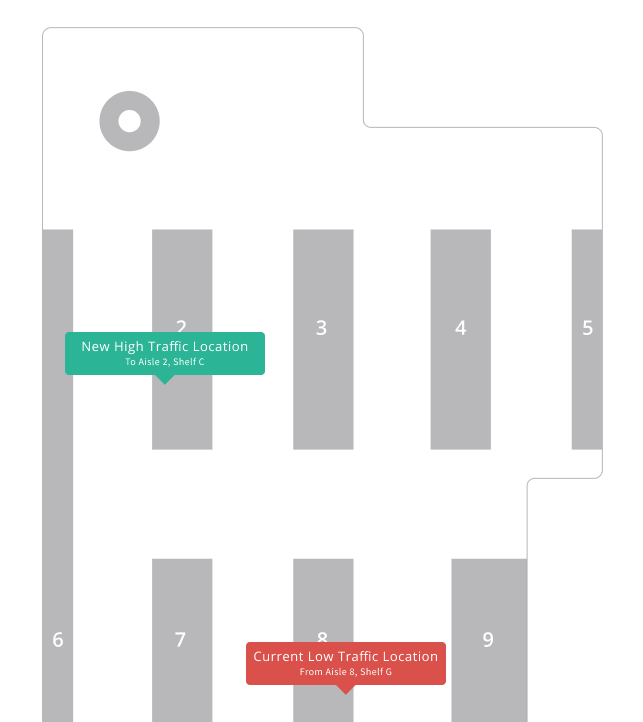 2
3
4
5
New High Traffic Location
To Aisle 2, Shelf C
6
7
8
9
Current Low Traffic Location
From Aisle 8, Shelf G